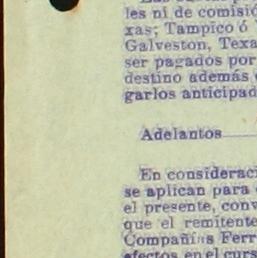 les ni de comisió
xas; Tampico ó
Galveston, Texa
ser pagados por
destino además
garlos anticipad
Adelantos
En consideraci
se aplican para
el presente, conv
que el remitente
Compañías Ferr
efectos en el curs